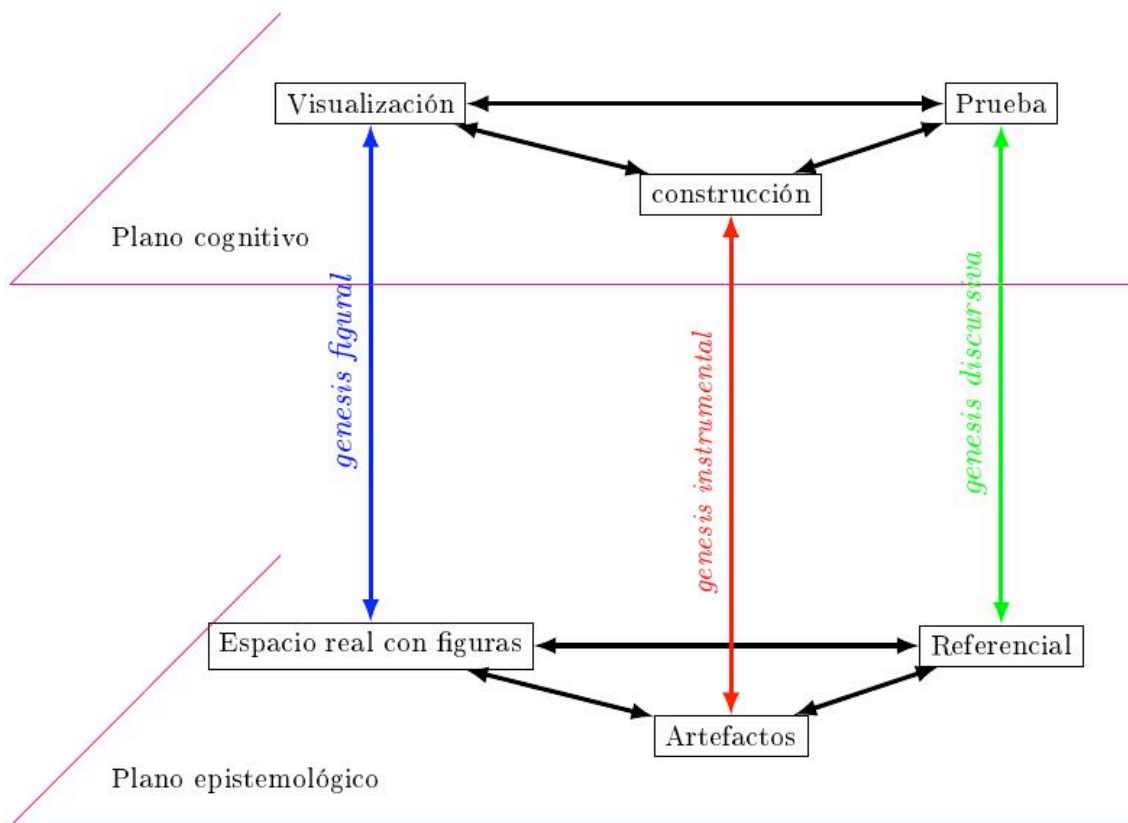 Visualización
Prueba
construcción
Plano cognitivo
genesis figural
genesis instrumental
genesis discursiva
Espacio real con figuras
Referencial
Artefactos
Plano epistemológico